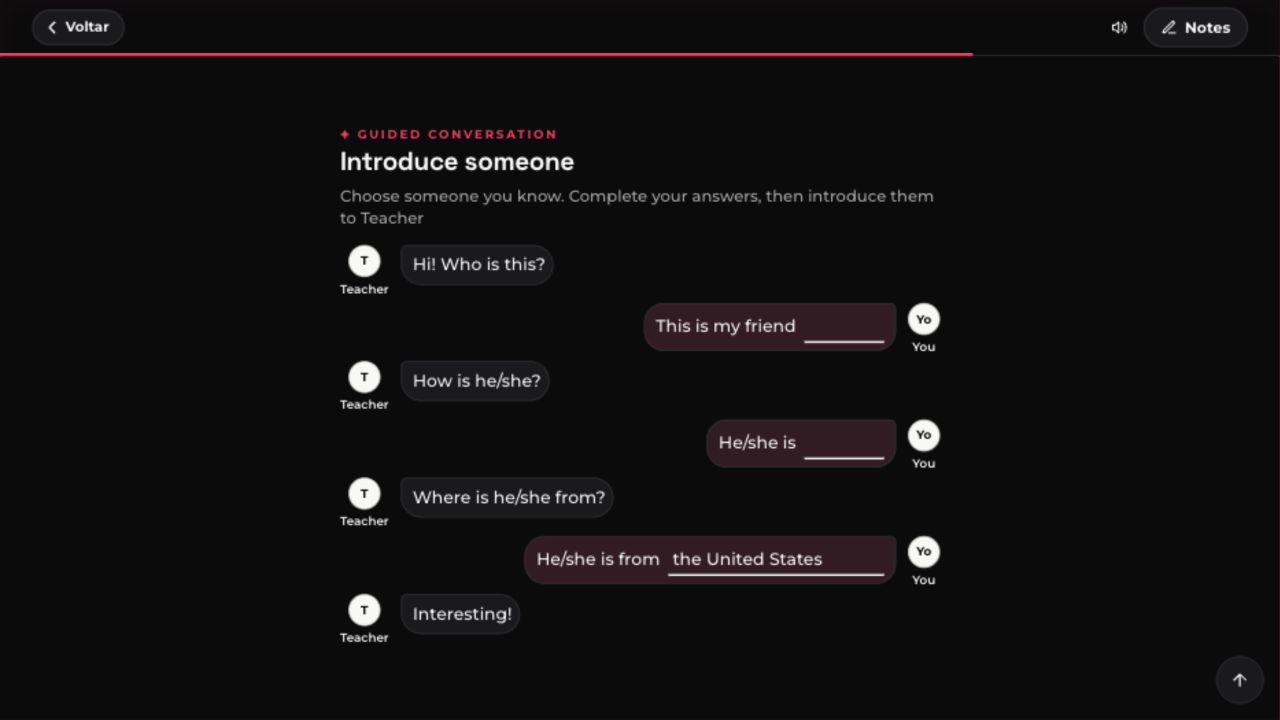 Voltar
Notes
GUIDED CONVERSATION
Introduce someone
Choose someone you know. Complete your answers, then introduce them
to Teacher
T
Hi! Who is this?
Teacher
This is my friend
Yo
You
T
How is he/she?
Teacher
He/she is
Yo
You
T
Where is he/she from?
Teacher
He/she is from the United States
Yo
You
T
Interesting!
Teacher